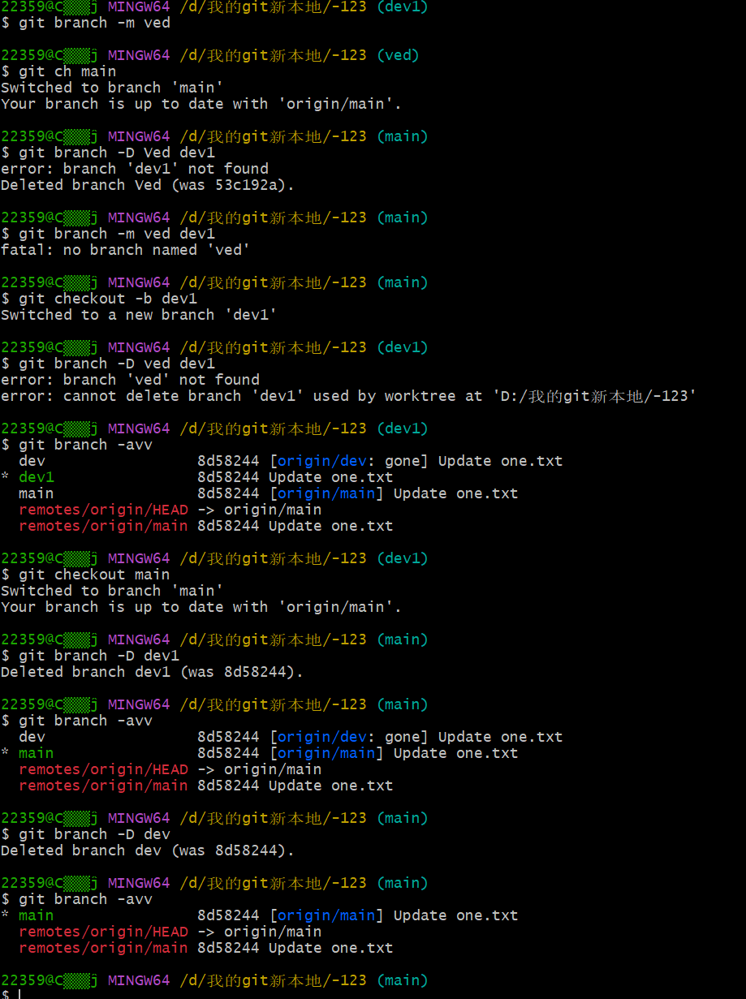 22359@C▒▒▒ǰ MINGW64 /d/我的git新本地/-123 (dev1)
$ git branch -m ved
22359@C▒▒▒ǰ MINGW64 /d/我的git新本地/-123 (ved)
$ git ch main
Switched to branch 'main'
Your branch is up to date with 'origin/main'.
22359@C▒▒▒ǰ MINGW64 /d/我的git新本地/-123 (main)
$ git branch -D Ved dev1
error: branch 'dev1' not found
Deleted branch Ved (was 53c192a).
22359@C▒▒▒ǰ MINGW64 /d/我的git新本地/-123 (main)
$ git branch -m ved dev1
fatal: no branch named 'ved'
22359@C▒▒▒ǰ MINGW64 /d/我的git新本地/-123 (main)
$ git checkout -b dev1
Switched to a new branch 'dev1'
22359@C▒▒▒ǰ MINGW64 /d/我的git新本地/-123 (dev1)
$ git branch -D ved dev1
error: branch 'ved' not found
error: cannot delete branch 'dev1' used by worktree at 'D:/我的git新本地/-123'
22359@C▒▒▒ǰ MINGW64 /d/我的git新本地/-123 (dev1)
$ git branch -avv
dev 8d58244 [origin/dev: gone] Update one.txt
* dev1 8d58244 Update one.txt
main 8d58244 [origin/main] Update one.txt
remotes/origin/HEAD -> origin/main
remotes/origin/main 8d58244 Update one.txt
22359@C▒▒▒ǰ MINGW64 /d/我的git新本地/-123 (dev1)
$ git checkout main
Switched to branch 'main'
Your branch is up to date with 'origin/main'.
22359@C▒▒▒ǰ MINGW64 /d/我的git新本地/-123 (main)
$ git branch -D dev1
Deleted branch dev1 (was 8d58244).
22359@C▒▒▒ǰ MINGW64 /d/我的git新本地/-123 (main)
$ git branch -avv
dev 8d58244 [origin/dev: gone] Update one.txt
* main 8d58244 [origin/main] Update one.txt
remotes/origin/HEAD -> origin/main
remotes/origin/main 8d58244 Update one.txt
22359@C▒▒▒ǰ MINGW64 /d/我的git新本地/-123 (main)
$ git branch -D dev
Deleted branch dev (was 8d58244).
22359@C▒▒▒ǰ MINGW64 /d/我的git新本地/-123 (main)
$ git branch -avv
* main 8d58244 [origin/main] Update one.txt
remotes/origin/HEAD -> origin/main
remotes/origin/main 8d58244 Update one.txt
22359@C▒▒▒ǰ MINGW64 /d/我的git新本地/-123 (main)
$